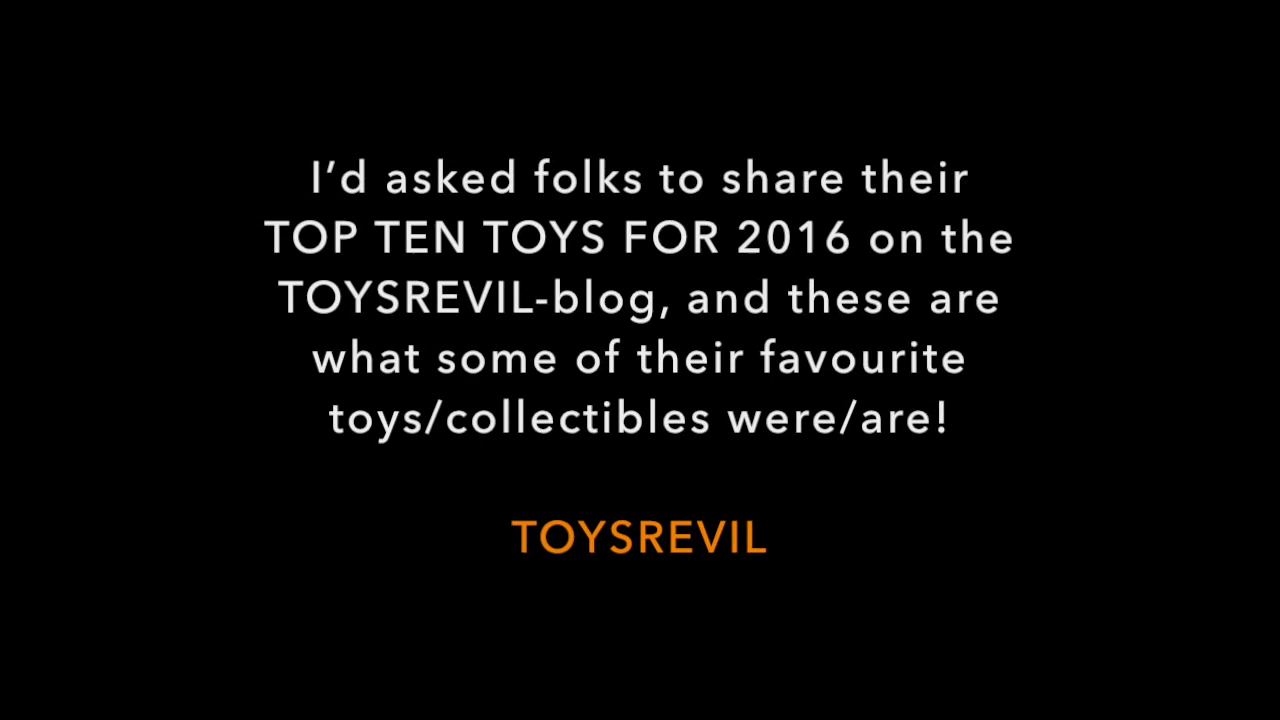 I’d asked folks to share their
TOP TEN TOYS FOR 2016 on the
TOYSREVIL-blog, and these are
what some of their favourite
toys/collectibles were/are!
TOYSREVIL